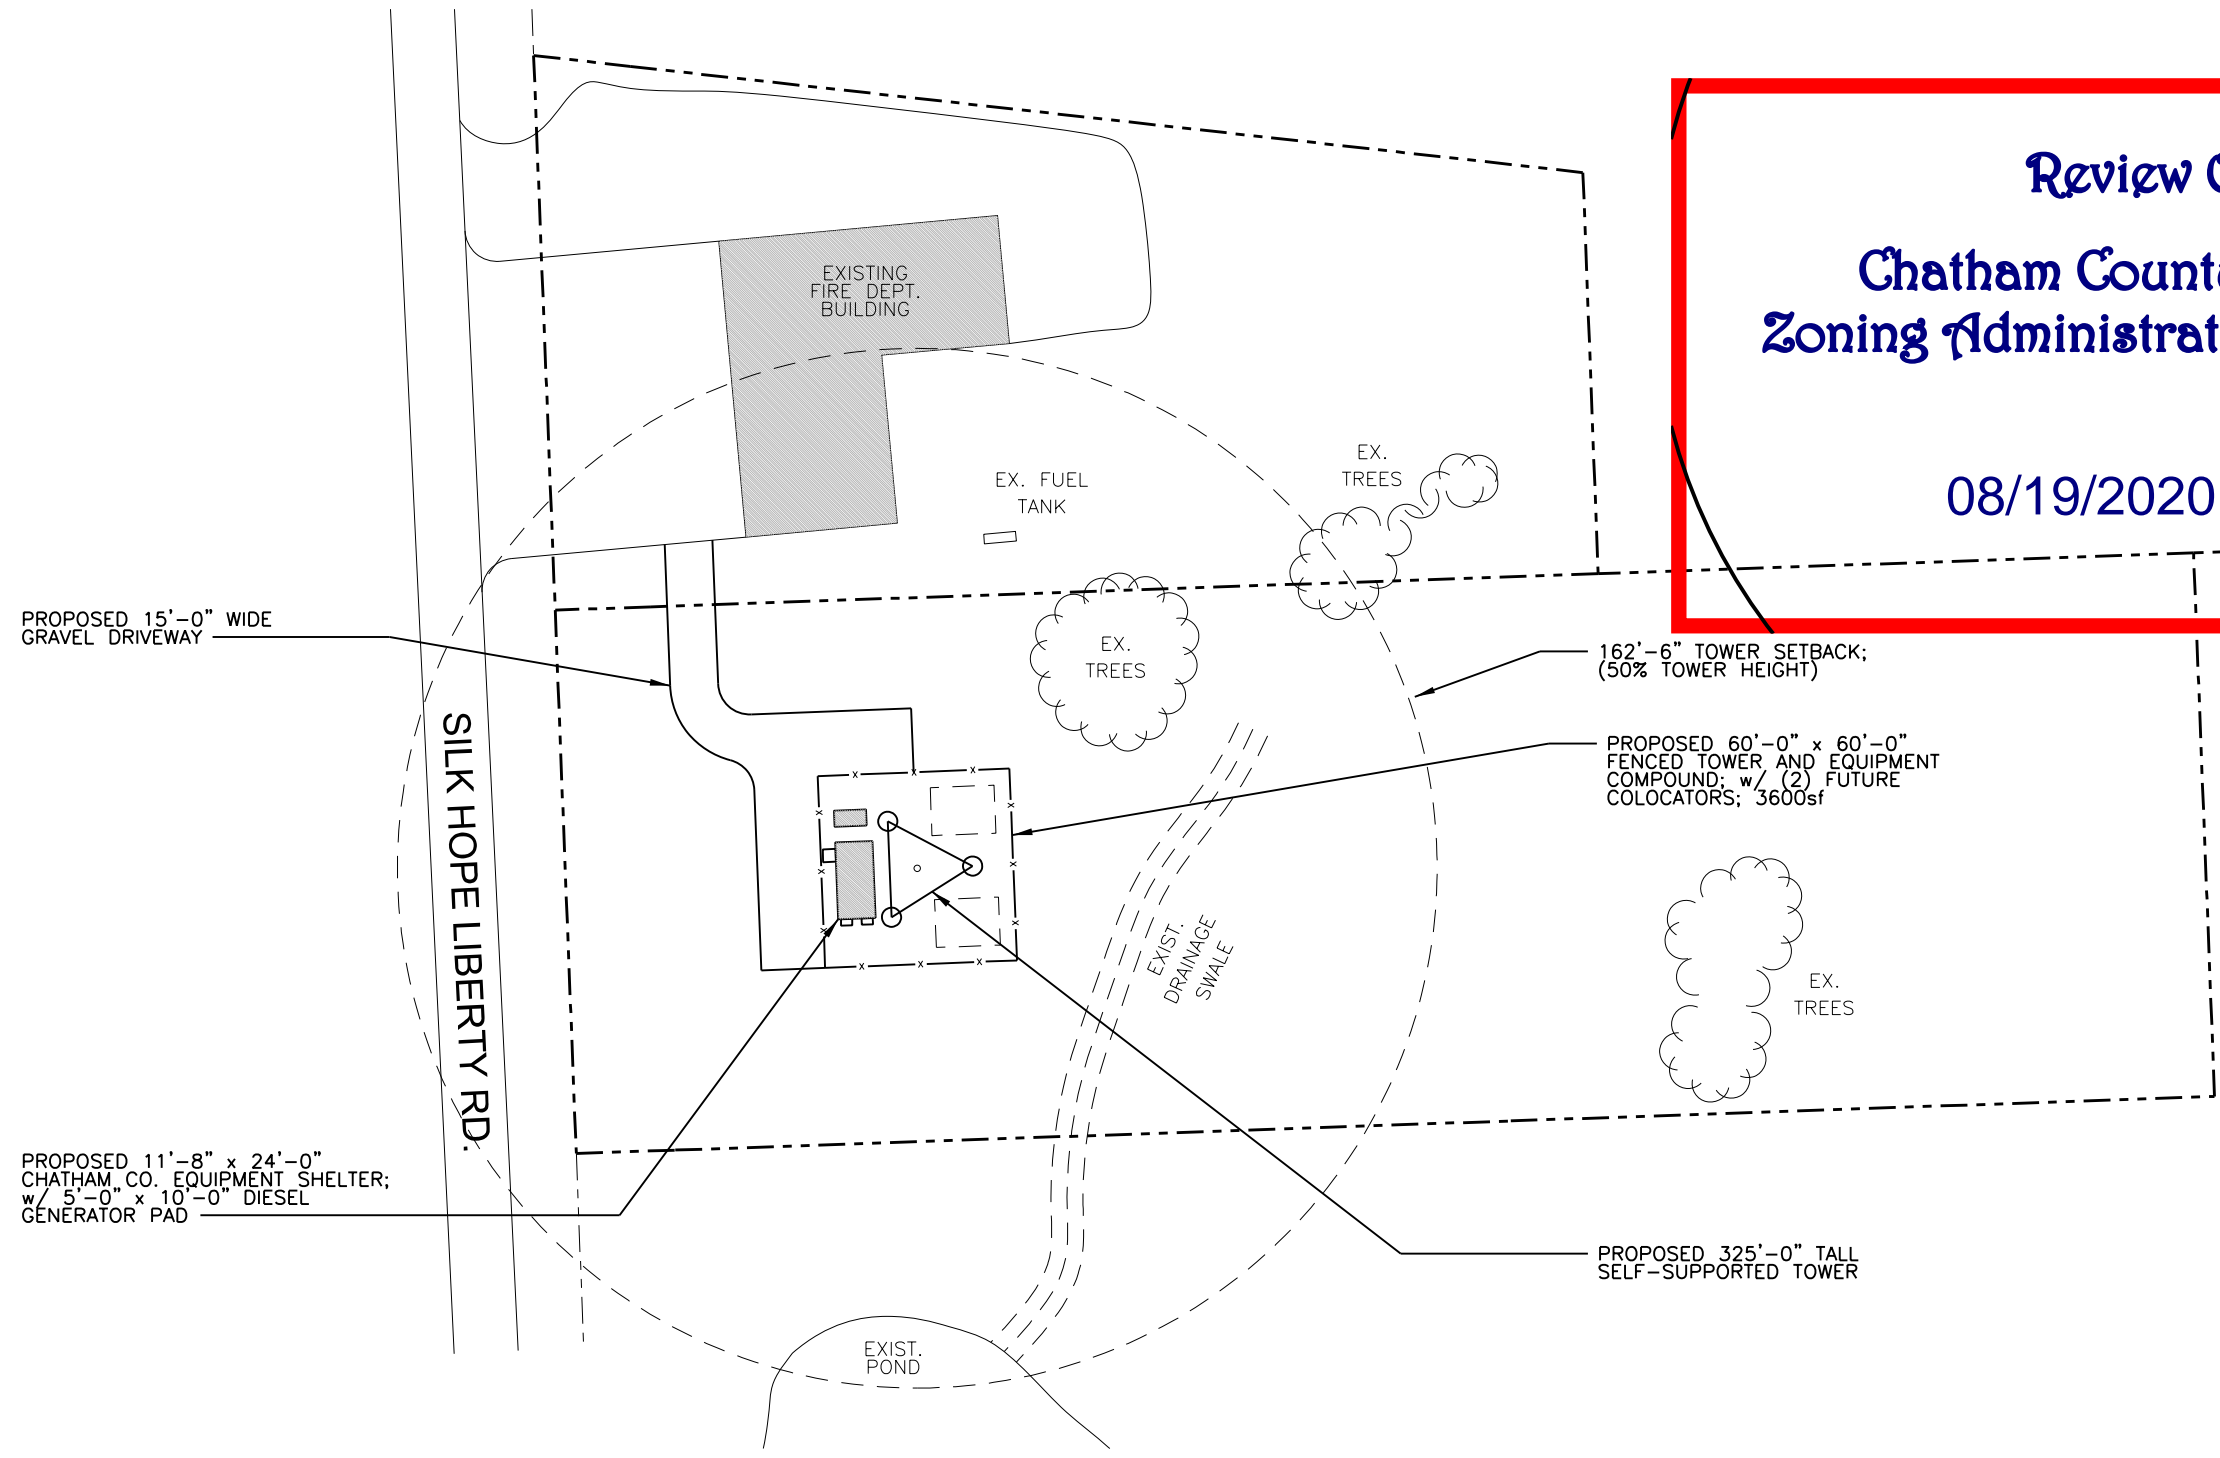 Review
Chatham
Zoning
08/19/2020
EXISTING
FIRE DEPT.
BUILDING
EX.
TREES
EX. FUEL
TANK
PROPOSED 15'-0" WIDE
GRAVEL DRIVEWAY
EX.
TREES
162'-6" TOWER SETBACK;
(50% TOWER HEIGHT)
SILK HOPE LIBERTY RD.
PROPOSED 60'-0" x 60'-0"
FENCED TOWER AND EQUIPMENT
COMPOUND; w/ (2) FUTURE
COLOCATORS; 3600sf
EXIST.
DRAINAGE
SWALE
EX.
TREES
PROPOSED 11'-8" x 24'-0"
CHATHAM CO. EQUIPMENT SHELTER;
w/ 5'-0" x 10'-0" DIESEL
GENERATOR PAD
PROPOSED 325'-0" TALL
SELF-SUPPORTED TOWER
EXIST.
POND